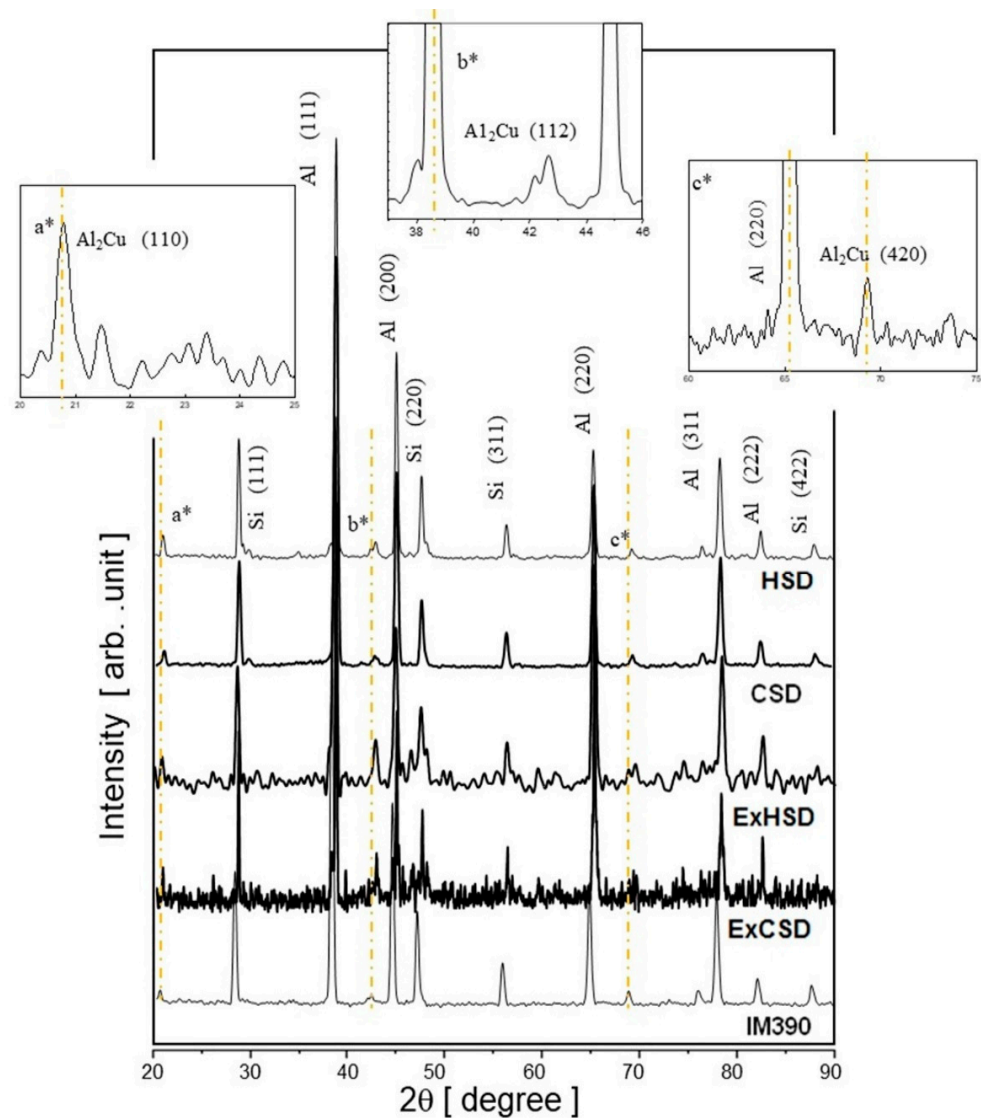 b*
Al₂Cu (112)
38 40 42 44 46
a*
Al₂Cu (110)
20 21 22 23 24 25
c*
Al (220)
Al₂Cu (420)
60 65 70 75
Al (111)
Al (200)
Si (220)
Al (220)
Si (311)
Al (311
Al (222)
Si (422)
Si (111)
a*
b*
c*
HSD
CSD
ExHSD
ExCSD
IM390
Intensity [ arb. .unit]
20 30 40 50 60 70 80 90
2θ [ degree ]